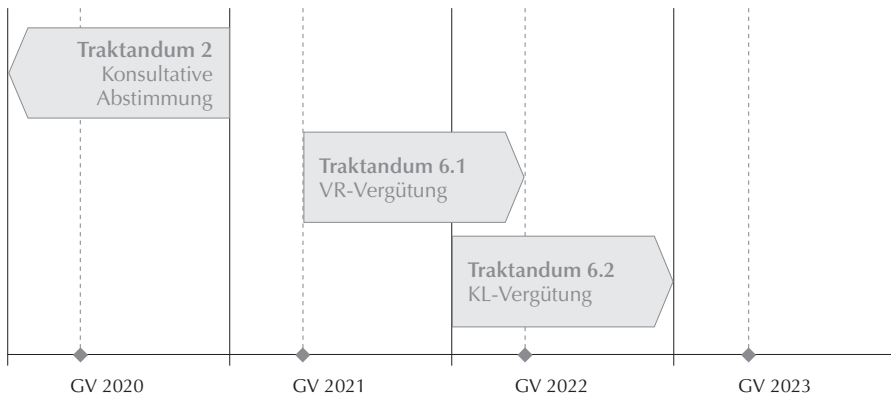 Traktandum 2
Konsultative
Abstimmung
Traktandum 6.1
VR-Vergütung
Traktandum 6.2
KL-Vergütung
GV 2020
GV 2021
GV 2022
GV 2023